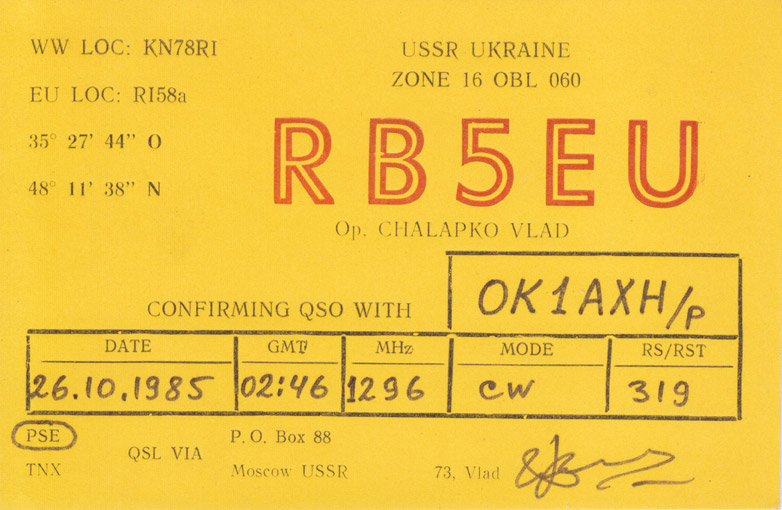 WW LOC: KN78RI
EU LOC: RI58a
35° 27' 44" O
48° 11' 38" N
USSR UKRAINE
ZONE 16 OBL 060
RB5EU
Op. CHALAPKO VLAD
CONFIRMING QSO WITH OK1AXH/p
DATE GMT MHz MODE RS/RST
26.10.1985 02:46 1296 CW 319
PSE
TNX
QSL VIA
P. O. Box 88
Moscow USSR
73, Vlad